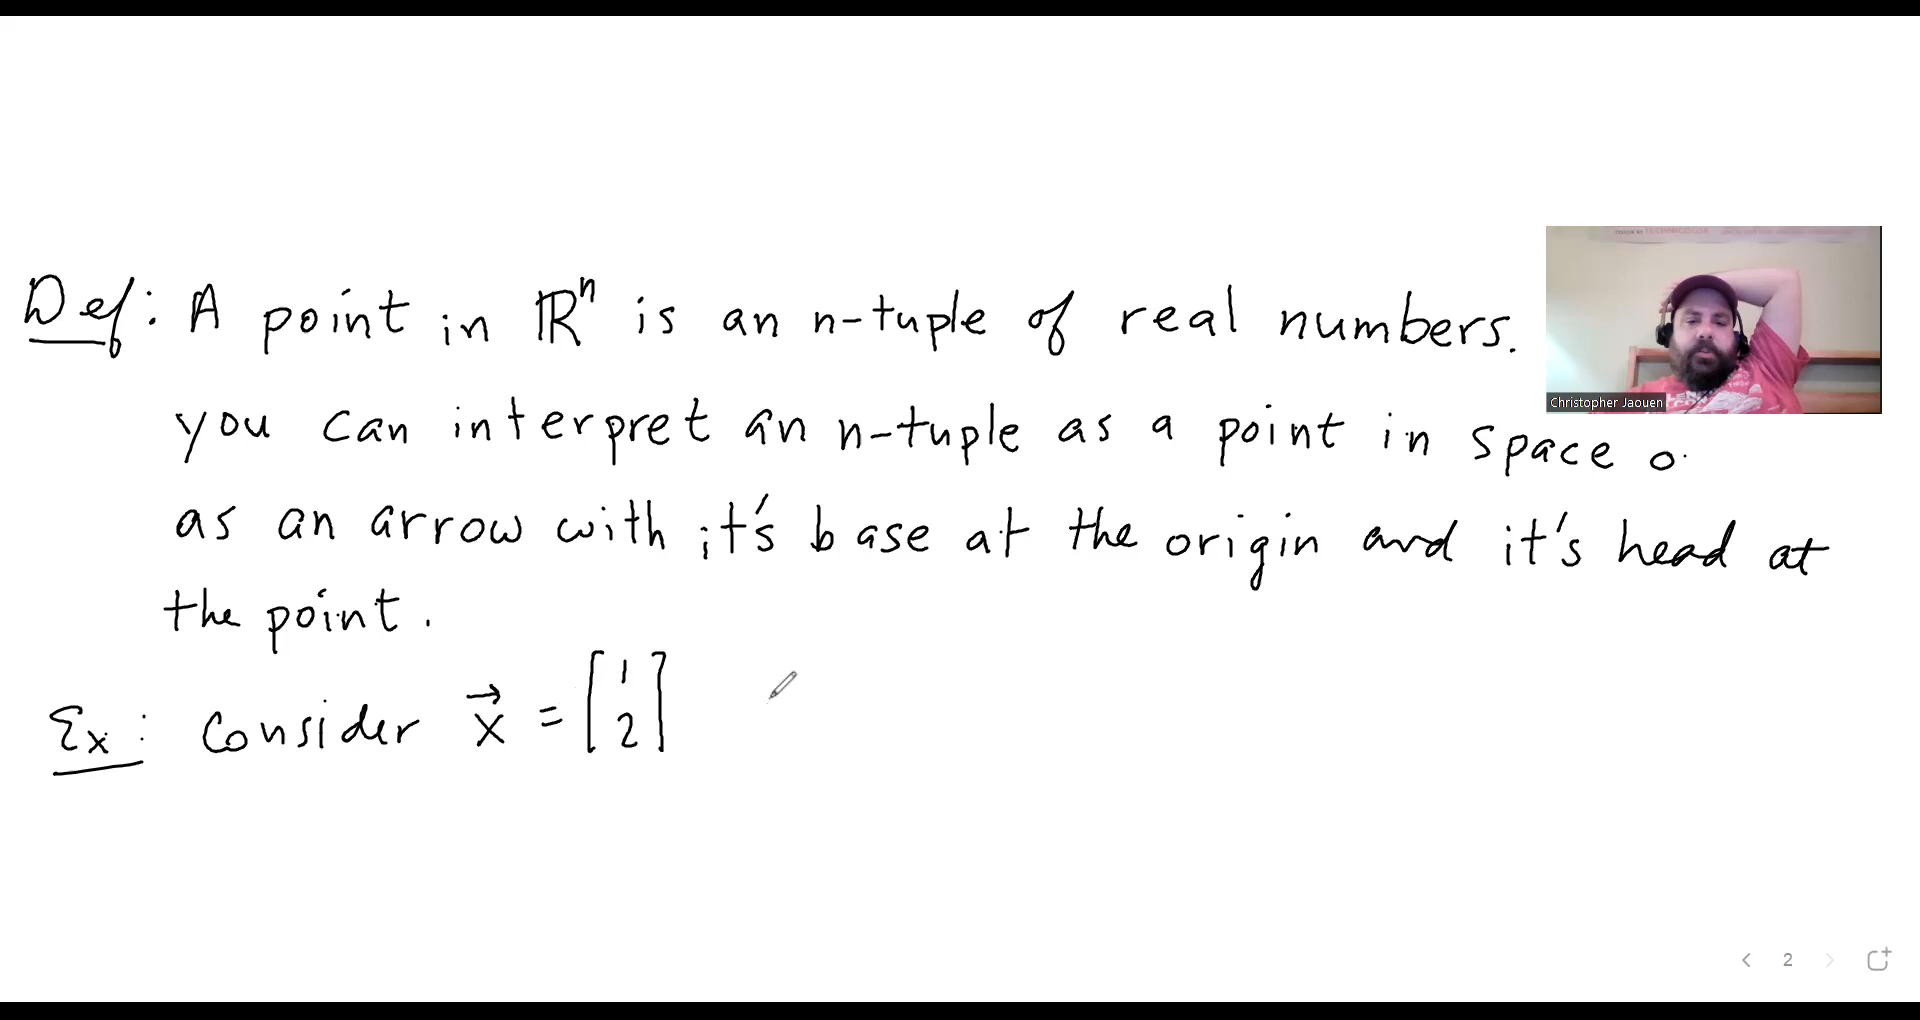 Def: A point in ℝⁿ is an n-tuple of real numbers.
you can interpret an n-tuple as a point in space
as an arrow with it's base at the origin and it's head at
the point.
Ex: Consider x⃗ = [1
2]
Christopher Jaouen
2